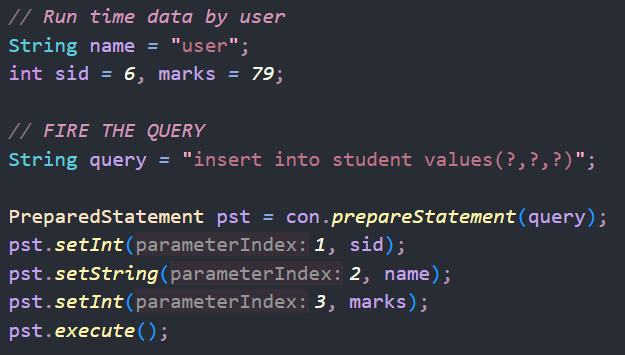 // Run time data by user
String name = "user";
int sid = 6, marks = 79;
// FIRE THE QUERY
String query = "insert into student values(?,?,?)";
PreparedStatement pst = con.prepareStatement(query);
pst.setInt(parameterIndex: 1, sid);
pst.setString(parameterIndex: 2, name);
pst.setInt(parameterIndex: 3, marks);
pst.execute();